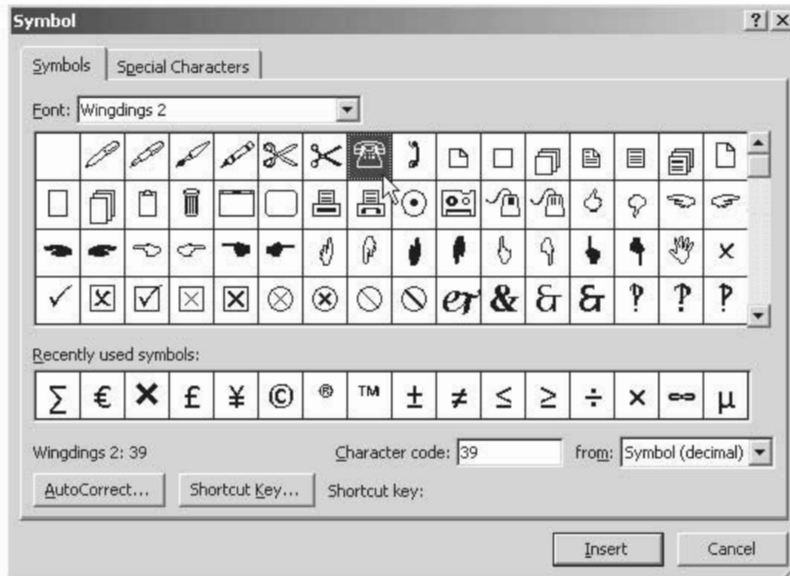 Symbol
Symbols Special Characters
Font: Wingdings 2
Recently used symbols:
∑ € × £ ¥ © ® ™ ± ≠ ≤ ≥ ÷ × ∞ µ
Wingdings 2: 39 Character code: 39 from: Symbol (decimal)
AutoCorrect... Shortcut Key... Shortcut key:
Insert Cancel